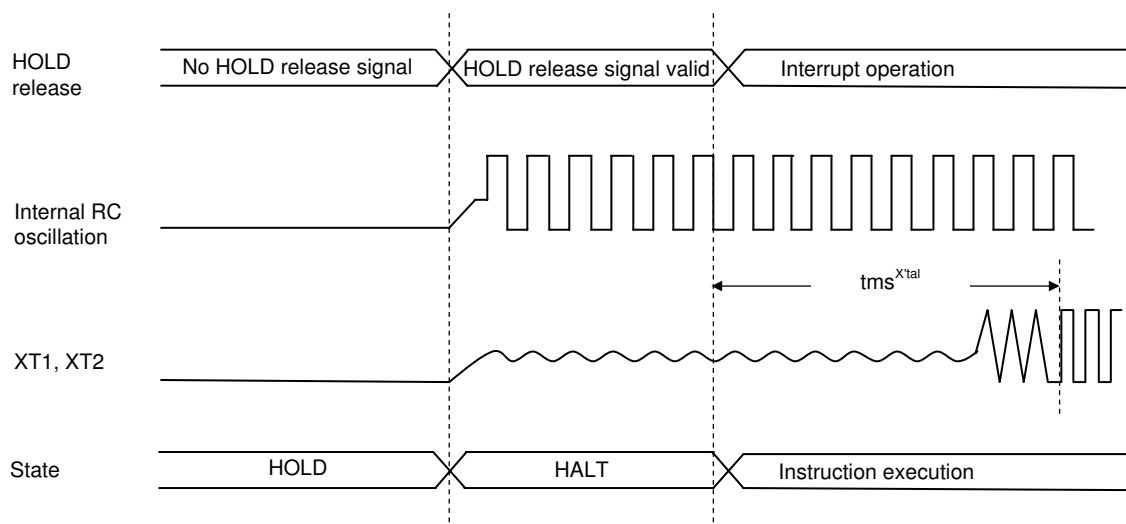 HOLD
release
No HOLD release signal
HOLD release signal valid
Interrupt operation
Internal RC
oscillation
tmsX'tal
XT1, XT2
State
HOLD
HALT
Instruction execution